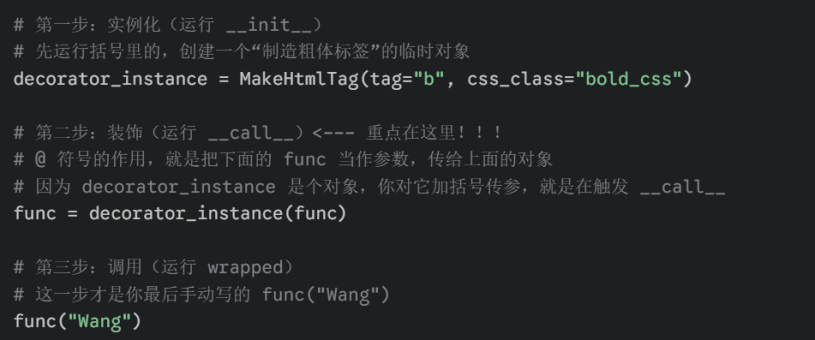 # 第一步：实例化（运行 __init__）
# 先运行括号里的，创建一个“制造粗体标签”的临时对象
decorator_instance = MakeHtmlTag(tag="b", css_class="bold_css")
# 第二步：装饰（运行 __call__）<--- 重点在这里！！！
# @ 符号的作用，就是把下面的 func 当作参数，传给上面的对象
# 因为 decorator_instance 是个对象，你对它加括号传参，就是在触发 __call__
func = decorator_instance(func)
# 第三步：调用（运行 wrapped）
# 这一步才是你最后手动写的 func("Wang")
func("Wang")